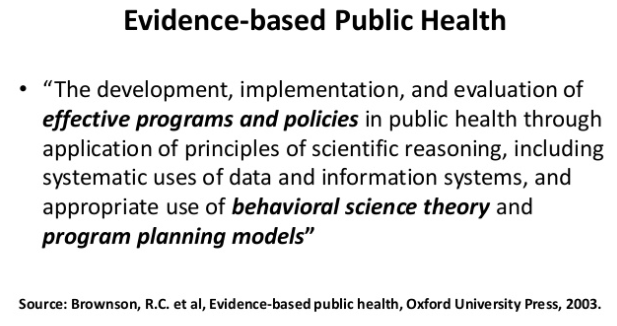 Evidence-based Public Health
• “The development, implementation, and evaluation of
effective programs and policies in public health through
application of principles of scientific reasoning, including
systematic uses of data and information systems, and
appropriate use of behavioral science theory and
program planning models”
Source: Brownson, R.C. et al, Evidence-based public health, Oxford University Press, 2003.